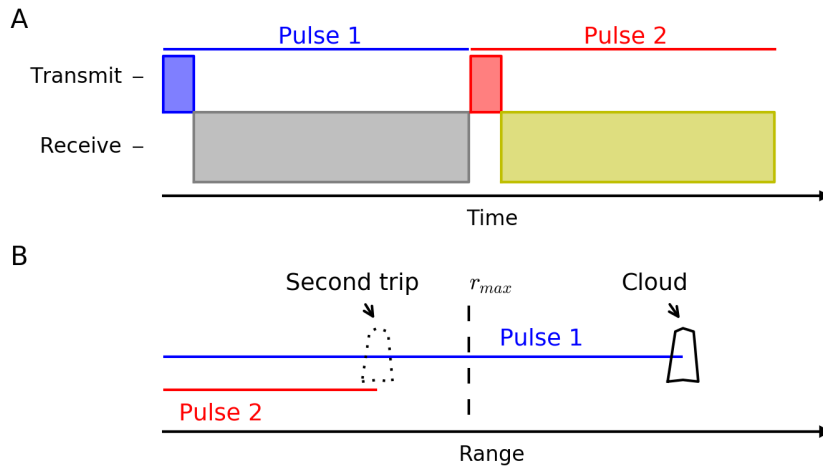 A
Pulse 1
Pulse 2
Transmit
Receive
Time
B
Second trip
r_max
Cloud
Pulse 1
Pulse 2
Range